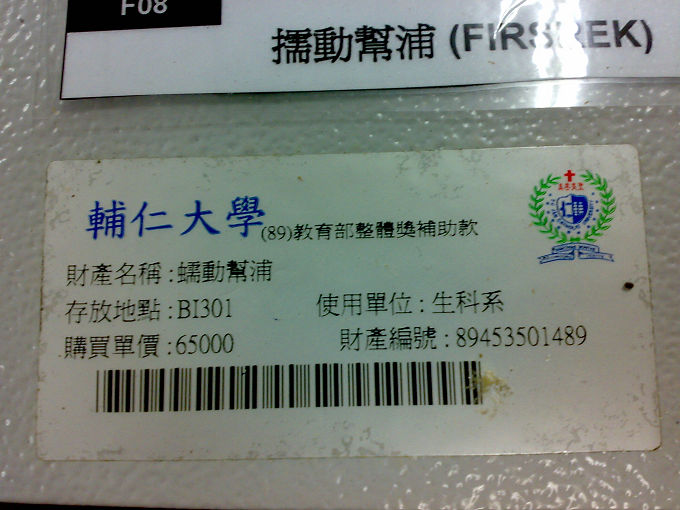 F08
擩動幫浦 (FIRSTREK)
輔仁大學(89)教育部整體獎補助款
財產名稱:蠕動幫浦
存放地點:BI301 使用單位:生科系
購買單價:65000 財產編號:89453501489